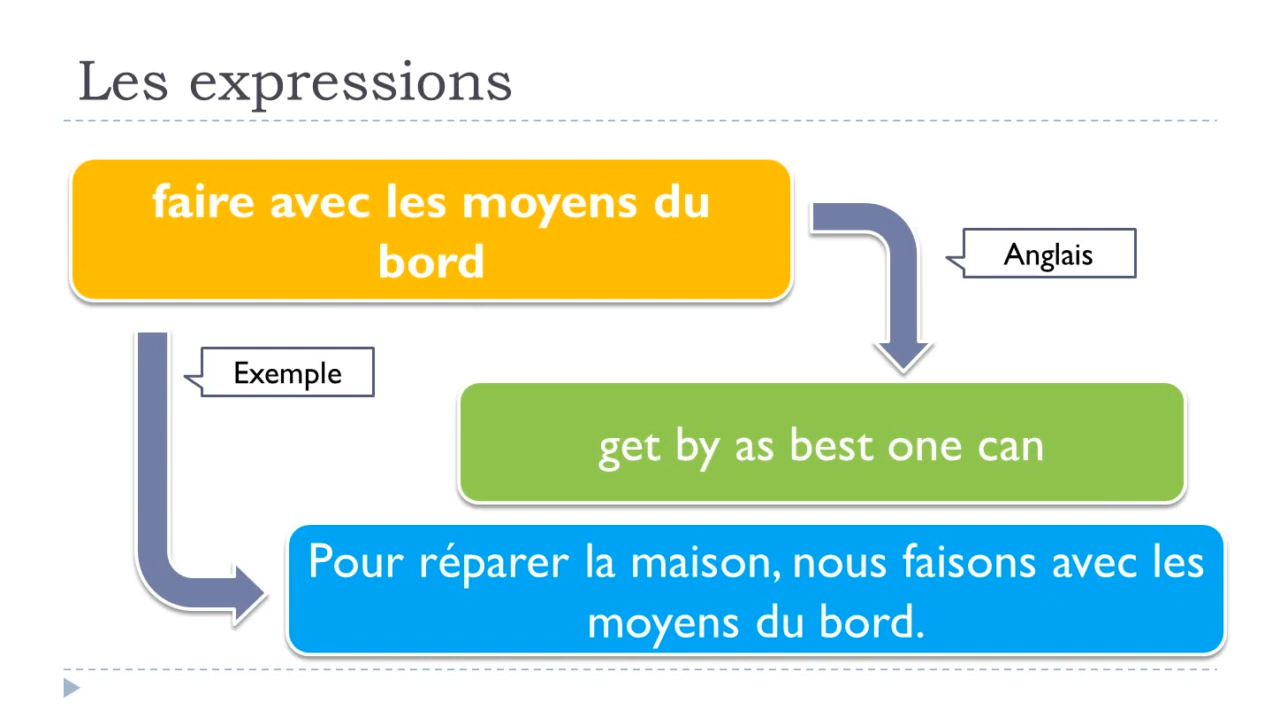 Les expressions
faire avec les moyens du
bord
Anglais
Exemple
get by as best one can
Pour réparer la maison, nous faisons avec les
moyens du bord.